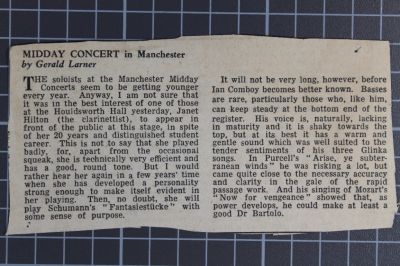 MIDDAY CONCERT in Manchester
by Gerald Larner
THE soloists at the Manchester Midday
Concerts seem to be getting younger
every year. Anyway, I am not sure that
it was in the best interest of one of those
at the Houldsworth Hall yesterday, Janet
Hilton (the clarinettist), to appear in
front of the public at this stage, in spite
of her 20 years and distinguished student
career. This is not to say that she played
badly, for, apart from the occasional
squeak, she is technically very efficient and
has a good, round tone. But I would
rather hear her again in a few years' time
when she has developed a personality
strong enough to make itself evident in
her playing. Then, no doubt, she will
play Schumann's "Fantasiestücke" with
some sense of purpose.
It will not be very long, however, before
Ian Comboy becomes better known. Basses
are rare, particularly those who, like him,
can keep steady at the bottom end of the
register. His voice is, naturally, lacking
in maturity and it is shaky towards the
top, but at its best it has a warm and
gentle sound which was well suited to the
tender sentiments of his three Glinka
songs. In Purcell's "Arise, ye subter-
ranean winds" he was risking a lot, but
came quite close to the necessary accuracy
and clarity in the gale of the rapid
passage work. And his singing of Mozart's
"Now for vengeance" showed that, as
power develops, he could make at least a
good Dr Bartolo.